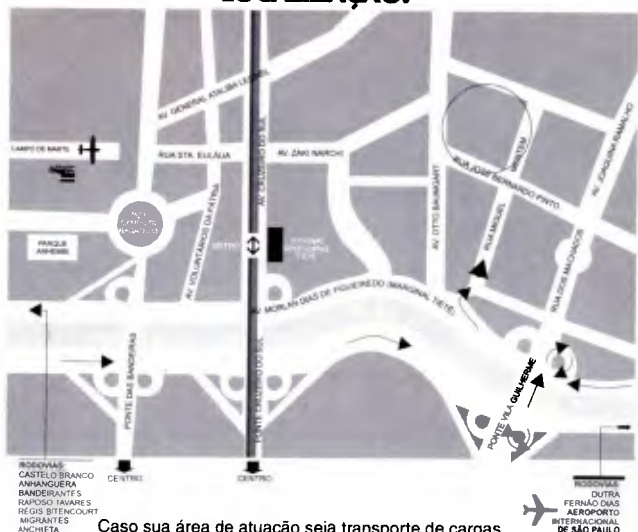 LOCALIZAÇÃO:
AV. GENERAL ATALIBA LEONEL
CAMPO DE MARTE
RUA STA. EULÁLIA
AV. CRUZEIRO DO SUL
AV. ZAKI NARCHI
AV. OTTO BAUMGART
RUA JOSÉ BERNARDO PINTO
RUA MIGUEL
AV. JOAQUINA RAMALHO
RUA DOS MACHADOS
PARQUE
ANHEMBI
AV. VOLUNTÁRIOS DA PÁTRIA
METRÔ
TIETÊ
AV. MORLAN DIAS DE FIGUEIREDO (MARGINAL TIETÊ)
PONTE DAS BANDEIRAS
PONTE CRUZEIRO DO SUL
PONTE VILA GUILHERME
CENTRO
CENTRO
RODOVIAS:
CASTELO BRANCO
ANHANGUERA
BANDEIRANTES
RAPOSO TAVARES
RÉGIS BITENCOURT
MIGRANTES
ANCHIETA
RODOVIAS
DUTRA
FERNÃO DIAS
AEROPORTO
INTERNACIONAL
DE SÃO PAULO
Caso sua área de atuação seja transporte de cargas